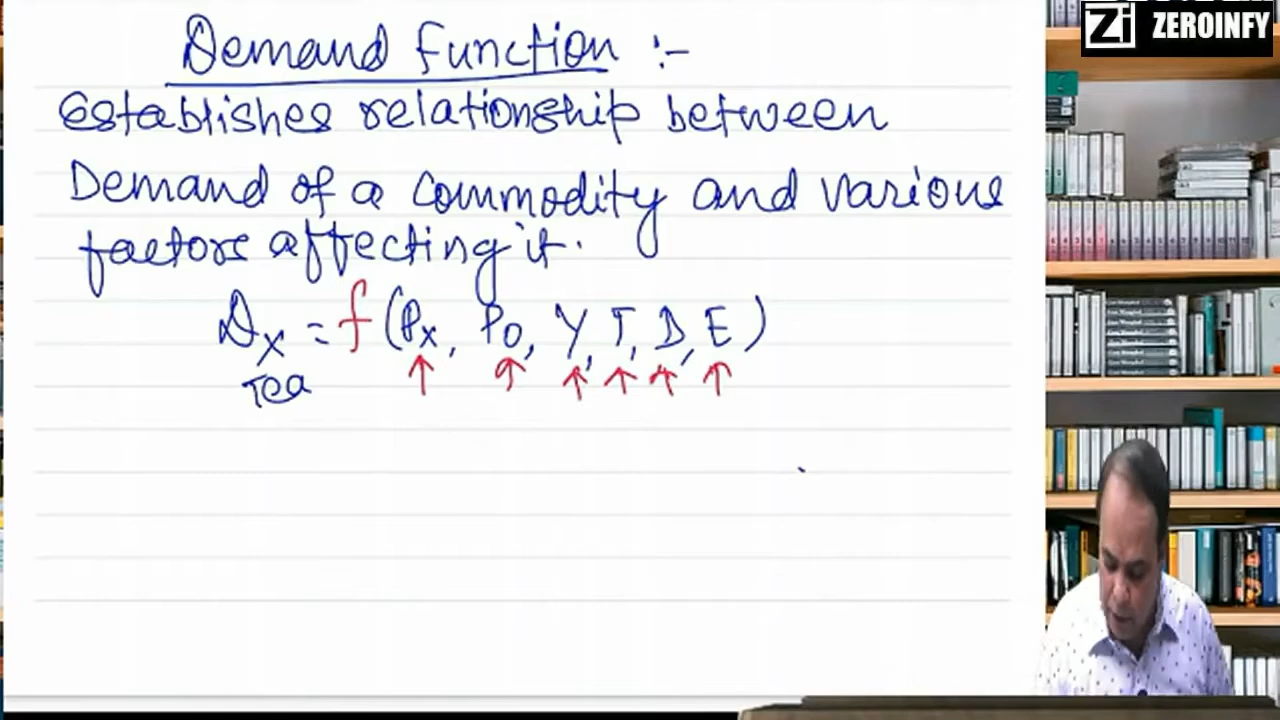 ZEROINFY
Demand function :-
Establishes relationship between
Demand of a commodity and various
factors affecting it.
Dx = f (Px, Po, Y, T, D, E)
Tea